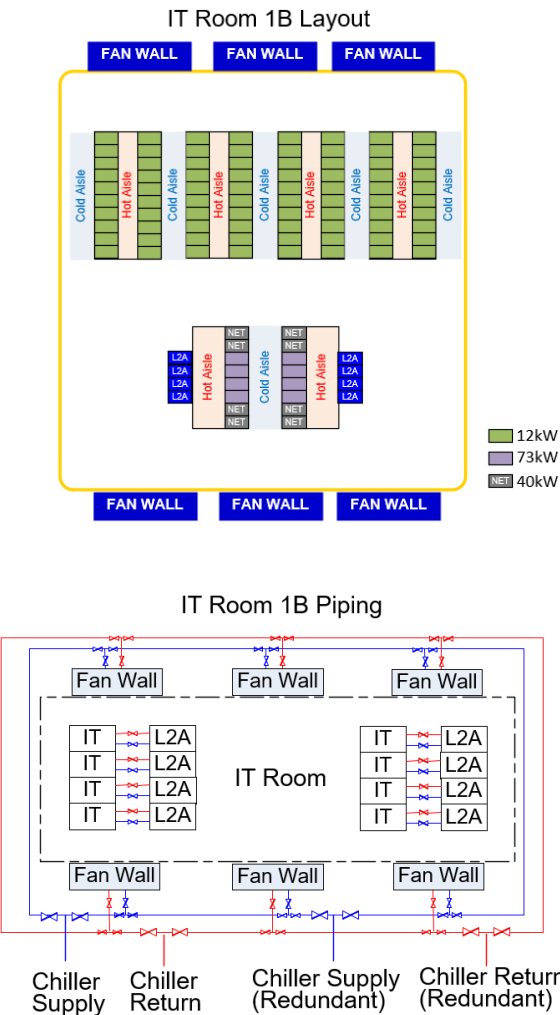 IT Room 1B Layout
FAN WALL FAN WALL FAN WALL
Cold Aisle Hot Aisle Cold Aisle Hot Aisle Cold Aisle Hot Aisle Cold Aisle Hot Aisle Cold Aisle
NET NET
NET NET
L2A L2A
L2A L2A
L2A L2A
L2A L2A
Hot Aisle Cold Aisle Hot Aisle
NET NET
NET NET
12kW
73kW
NET 40kW
FAN WALL FAN WALL FAN WALL
IT Room 1B Piping
Fan Wall Fan Wall Fan Wall
IT L2A IT L2A
IT L2A IT L2A
IT Room
IT L2A IT L2A
IT L2A IT L2A
Fan Wall Fan Wall Fan Wall
Chiller Supply
Chiller Return
Chiller Supply (Redundant)
Chiller Return (Redundant)